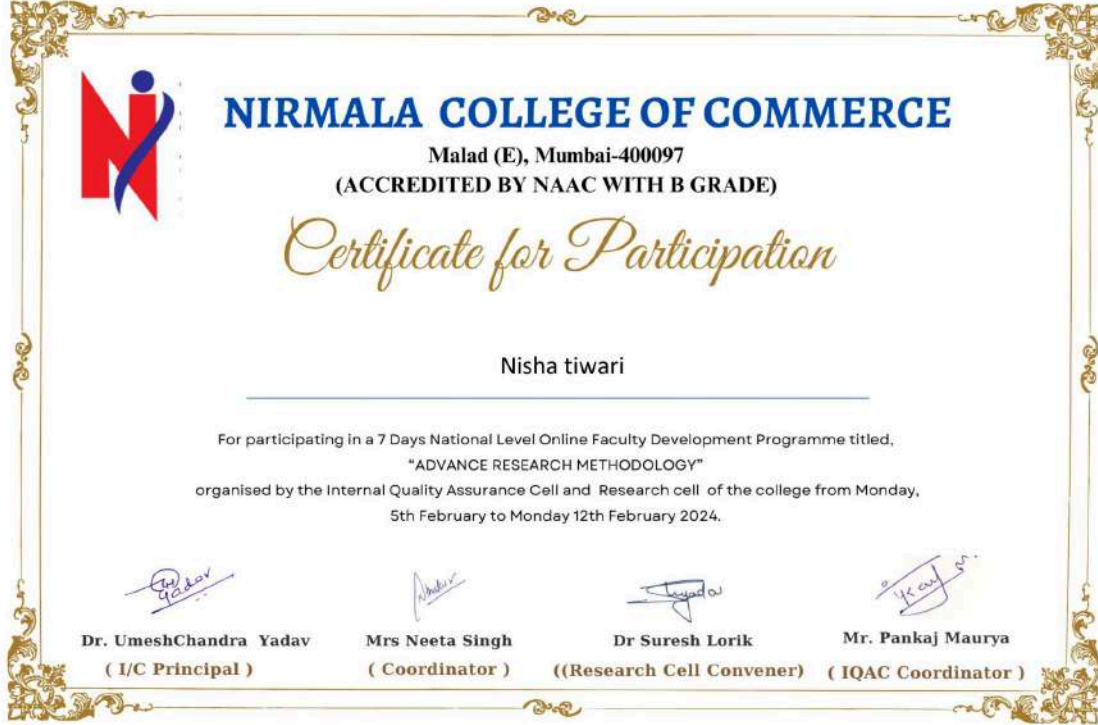 NIRMALA COLLEGE OF COMMERCE
Malad (E), Mumbai-400097
(ACCREDITED BY NAAC WITH B GRADE)
Certificate for Participation
Nisha tiwari
For participating in a 7 Days National Level Online Faculty Development Programme titled,
“ADVANCE RESEARCH METHODOLOGY”
organised by the Internal Quality Assurance Cell and Research cell of the college from Monday,
5th February to Monday 12th February 2024.
Dr. UmeshChandra Yadav Mrs Neeta Singh Dr Suresh Lorik Mr. Pankaj Maurya
( I/C Principal ) ( Coordinator ) ((Research Cell Convener) ( IQAC Coordinator )